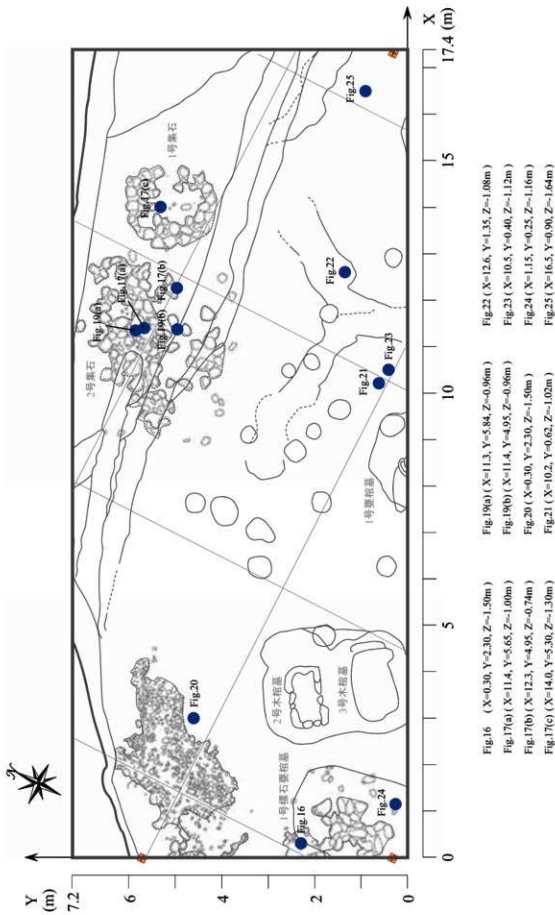 X
(m)
17.4
15
10
5
0
Y
(m)
7.2
6
4
2
0
N
Fig.25
1号集石
Fig.17(c)
2号集石
Fig.19(a)
Fig.17(a)
Fig.17(b)
Fig.19(b)
Fig.22
Fig.23
Fig.21
1号甕棺墓
Fig.20
2号木棺墓
3号木棺墓
1号標石甕棺墓
Fig.16
Fig.24
Fig.16 ( X=0.30, Y=2.30, Z=-1.50m )
Fig.17(a) ( X=11.4, Y=5.65, Z=-1.00m )
Fig.17(b) ( X=12.3, Y=4.95, Z=-0.74m )
Fig.17(c) ( X=14.0, Y=5.30, Z=-1.30m )
Fig.19(a) ( X=11.3, Y=5.84, Z=-0.96m )
Fig.19(b) ( X=11.4, Y=4.95, Z=-0.96m )
Fig.20 ( X=0.30, Y=2.30, Z=-1.50m )
Fig.21 ( X=10.2, Y=0.62, Z=-1.02m )
Fig.22 ( X=12.6, Y=1.35, Z=-1.08m )
Fig.23 ( X=10.5, Y=0.40, Z=-1.12m )
Fig.24 ( X=1.15, Y=0.25, Z=-1.16m )
Fig.25 ( X=16.5, Y=0.90, Z=-1.64m )